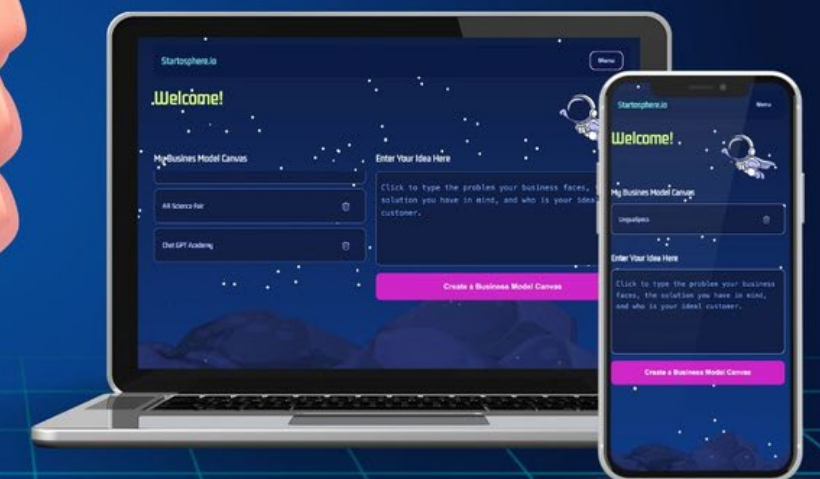 Startosphere.io
Menu
Welcome!
My Busines Model Canvas
AR Science Fair
Chat GPT Academy
Enter Your Idea Here
Click to type the problem your business faces,
solution you have in mind, and who is your ideal
customer.
Create a Business Model Canvas
Startosphere.io
Menu
Welcome!
My Busines Model Canvas
LinguaSpecs
Enter Your Idea Here
Click to type the problem your business
faces, the solution you have in mind,
and who is your ideal customer.
Create a Business Model Canvas